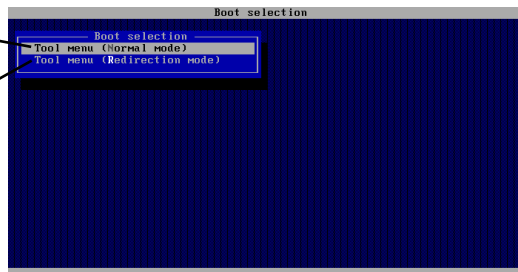 Boot selection
Boot selection
Tool menu (Normal mode)
Tool menu (Redirection mode)